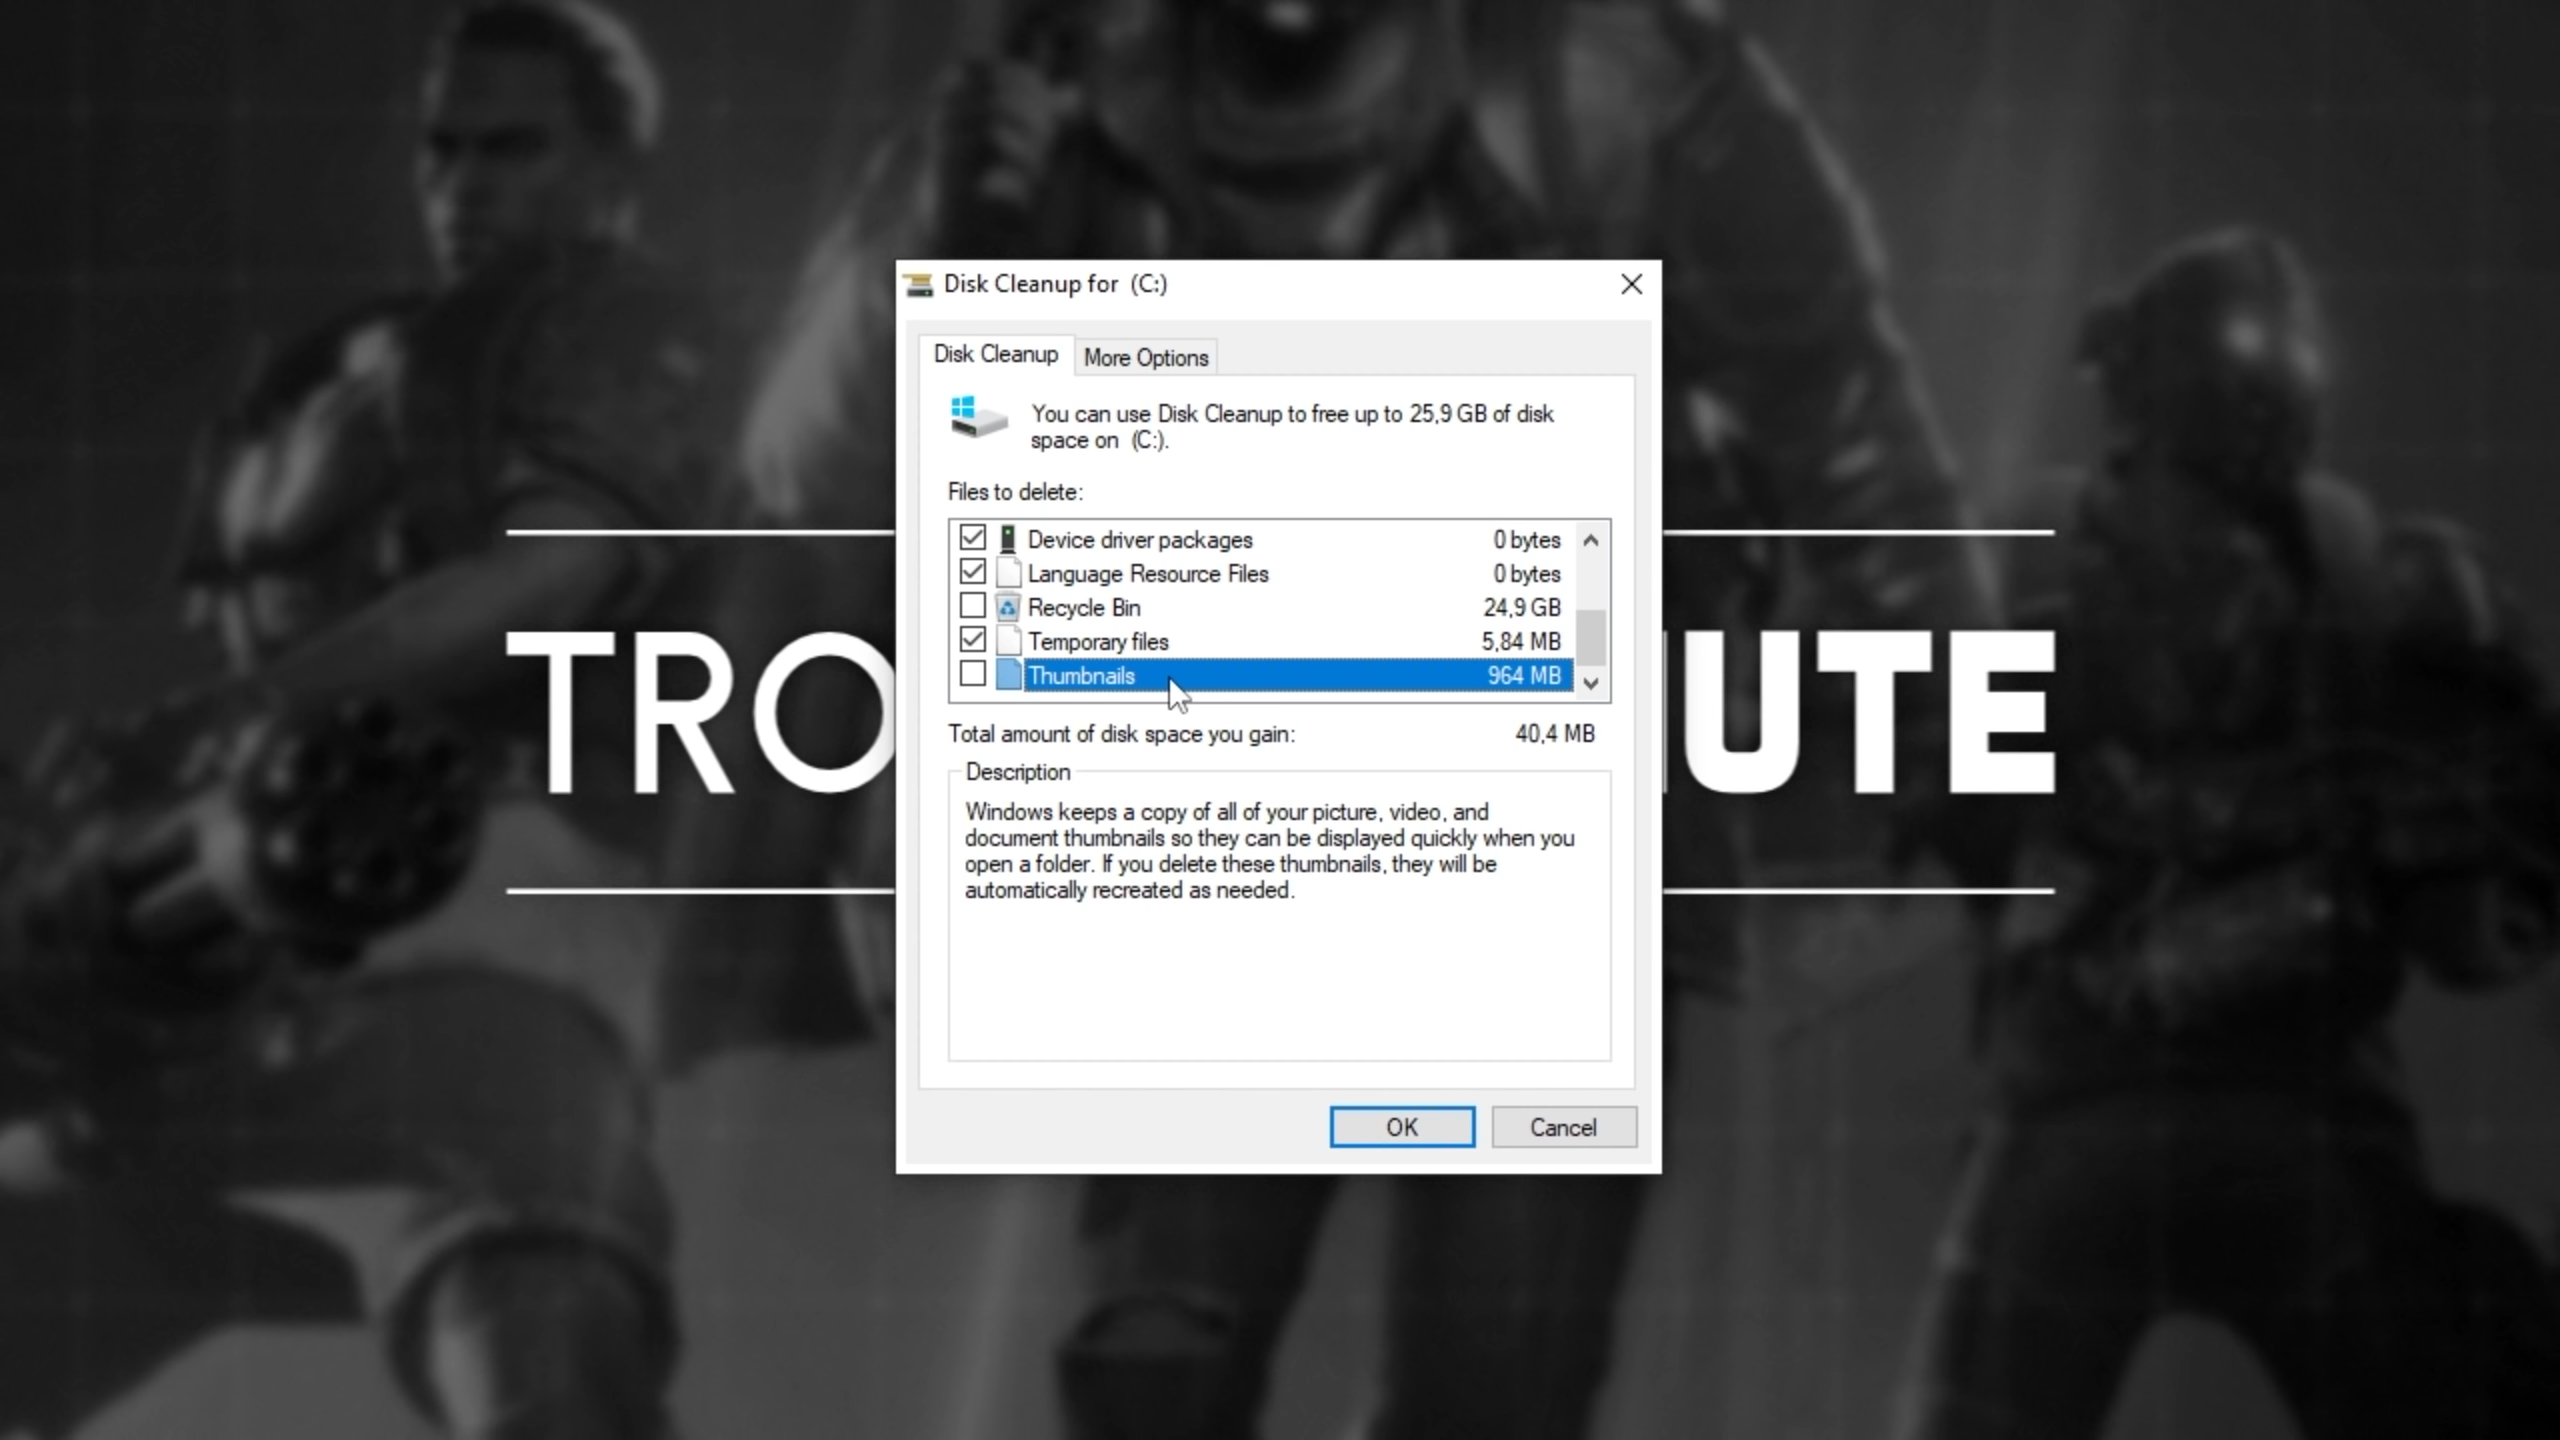 Disk Cleanup for (C:)
Disk Cleanup
More Options
You can use Disk Cleanup to free up to 25,9 GB of disk
space on (C:).
Files to delete:
Device driver packages 0 bytes
Language Resource Files 0 bytes
Recycle Bin 24,9 GB
Temporary files 5,84 MB
Thumbnails 964 MB
Total amount of disk space you gain: 40,4 MB
Description
Windows keeps a copy of all of your picture, video, and
document thumbnails so they can be displayed quickly when you
open a folder. If you delete these thumbnails, they will be
automatically recreated as needed.
OK
Cancel
TRO UTE